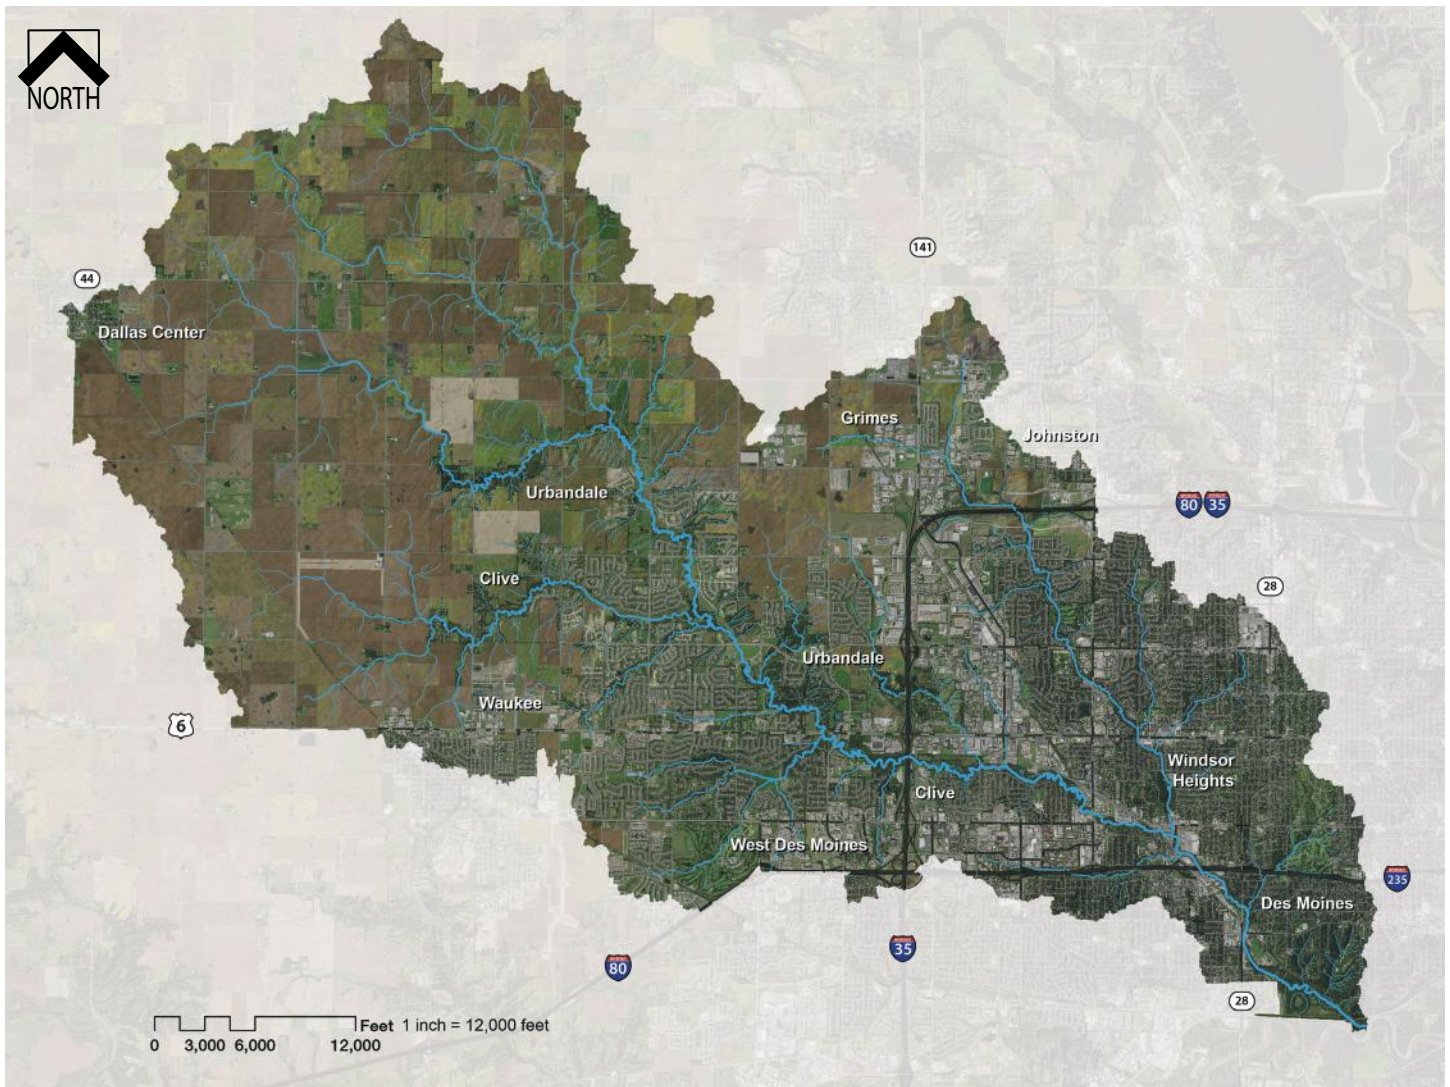 NORTH
141
44
Dallas Center
Grimes
Johnston
Urbandale
80
35
Clive
28
Urbandale
Waukee
6
Windsor
Heights
Clive
West Des Moines
235
Des Moines
35
80
28
Feet 1 inch = 12,000 feet
0 3,000 6,000 12,000